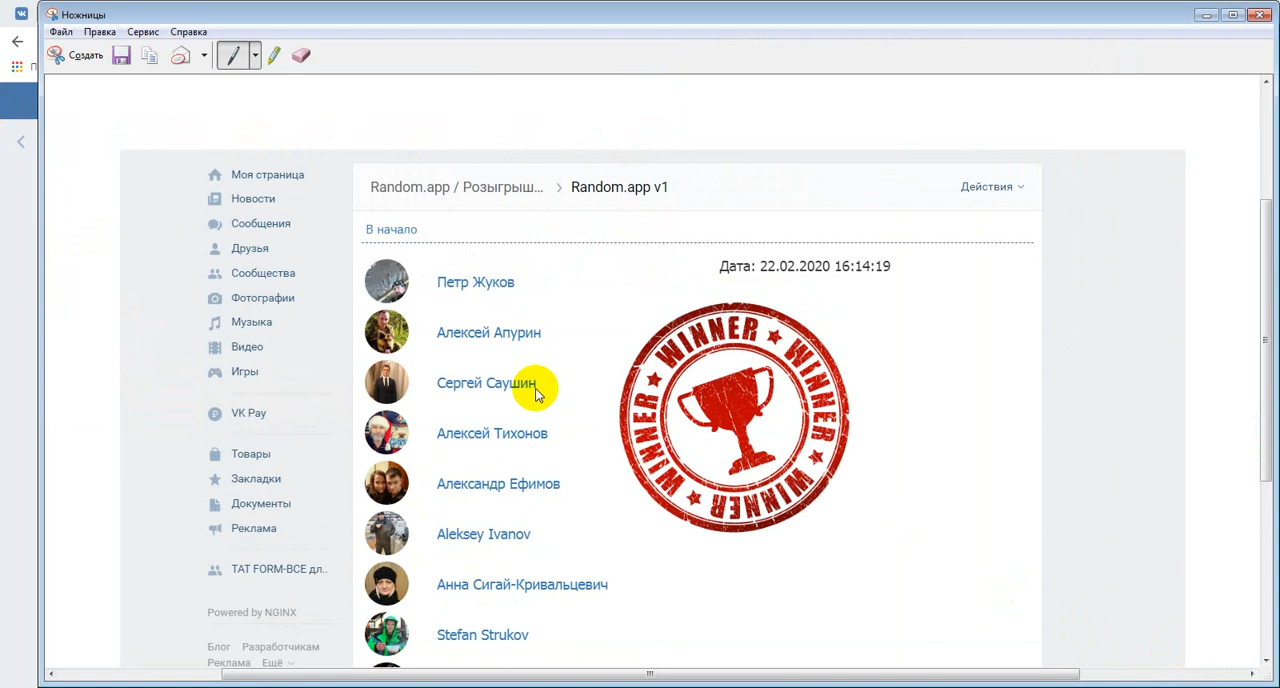 Ножницы
Файл Правка Сервис Справка
Создать
Random.app / Розыгрыш... Random.app v1 Действия
В начало
Дата: 22.02.2020 16:14:19
Моя страница
Новости
Сообщения
Друзья
Сообщества
Фотографии
Музыка
Видео
Игры
VK Pay
Товары
Закладки
Документы
Реклама
TAT FORM-ВСЕ дл..
Powered by NGINX
Блог Разработчикам
Реклама Ещё
Петр Жуков
Алексей Апурин
Сергей Саушин
Алексей Тихонов
Александр Ефимов
Aleksey Ivanov
Анна Сигай-Кривальцевич
Stefan Strukov
WINNER WINNER WINNER WINNER